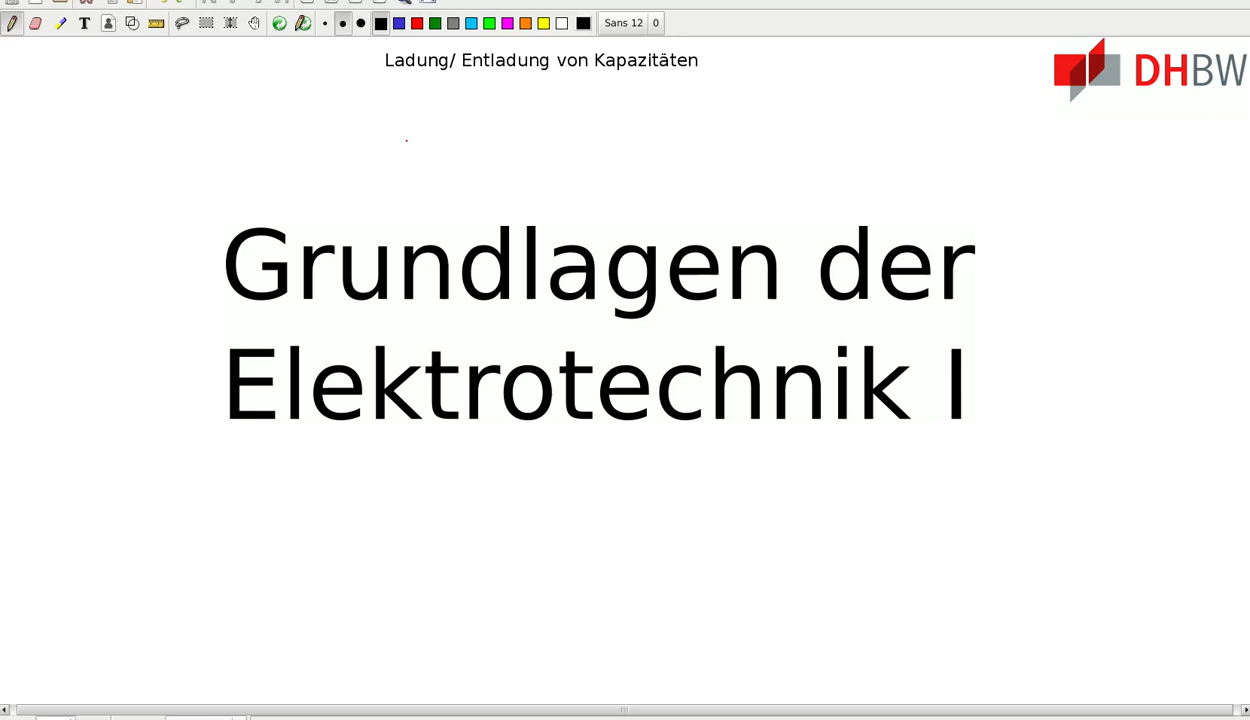 T
Sans 12 0
Ladung/ Entladung von Kapazitäten
DHBW
Grundlagen der
Elektrotechnik I